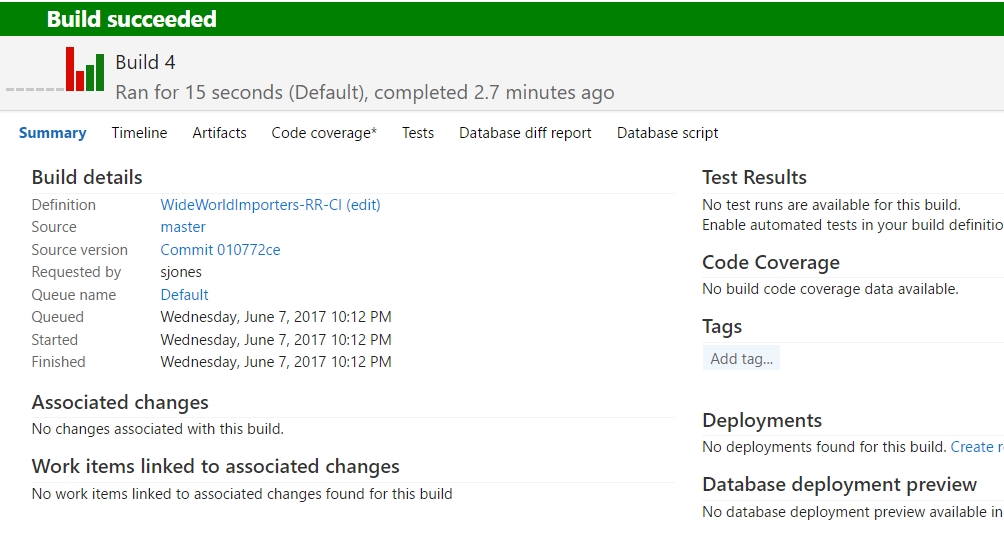 Build succeeded
Build 4
Ran for 15 seconds (Default), completed 2.7 minutes ago
Summary Timeline Artifacts Code coverage* Tests Database diff report Database script
Build details
Definition WideWorldImporters-RR-CI (edit)
Source master
Source version Commit 010772ce
Requested by sjones
Queue name Default
Queued Wednesday, June 7, 2017 10:12 PM
Started Wednesday, June 7, 2017 10:12 PM
Finished Wednesday, June 7, 2017 10:12 PM
Associated changes
No changes associated with this build.
Work items linked to associated changes
No work items linked to associated changes found for this build
Test Results
No test runs are available for this build.
Enable automated tests in your build definitio
Code Coverage
No build code coverage data available.
Tags
Add tag...
Deployments
No deployments found for this build. Create r
Database deployment preview
No database deployment preview available in